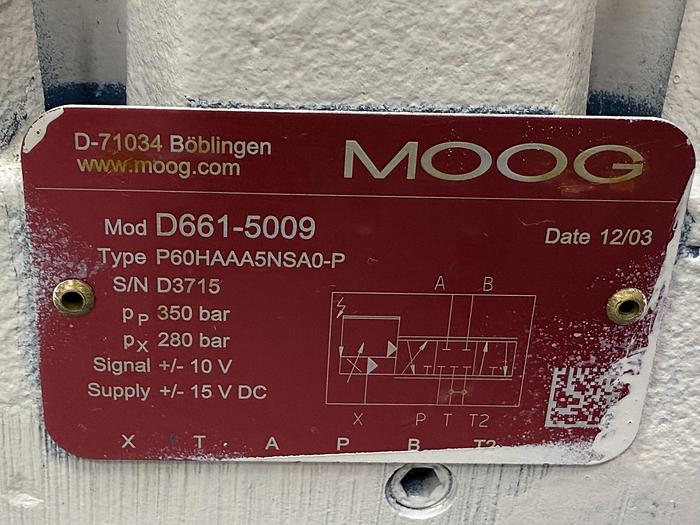 D-71034 Böblingen
www.moog.com
MOOG
Mod D661-5009
Date 12/03
Type P60HAAA5NSA0-P
S/N D3715
pP 350 bar
pX 280 bar
Signal +/- 10 V
Supply +/- 15 V DC
A B
X P T T2
X T A P B T2